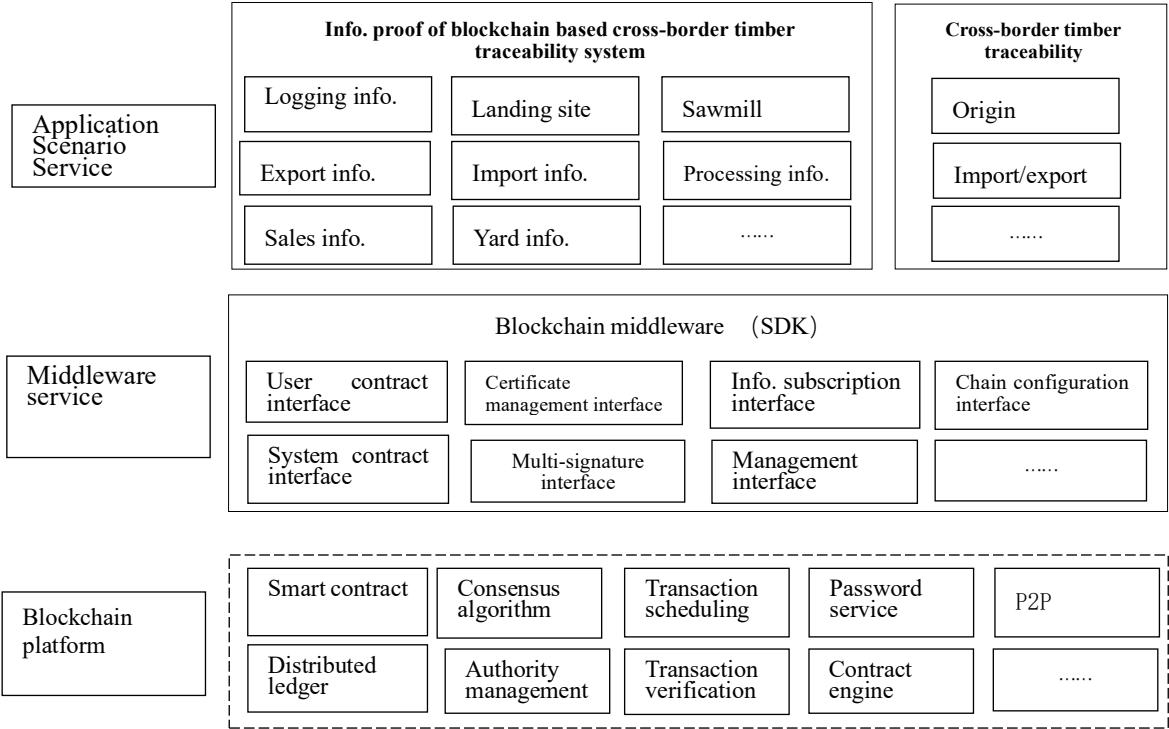 Info. proof of blockchain based cross-border timber
traceability system
Cross-border timber
traceability
Application
Scenario
Service
Logging info.
Landing site
Sawmill
Origin
Export info.
Import info.
Processing info.
Import/export
Sales info.
Yard info.
......
......
Blockchain middleware （SDK）
Middleware
service
User contract
interface
Certificate
management interface
Info. subscription
interface
Chain configuration
interface
System contract
interface
Multi-signature
interface
Management
interface
......
Blockchain
platform
Smart contract
Consensus
algorithm
Transaction
scheduling
Password
service
P2P
Distributed
ledger
Authority
management
Transaction
verification
Contract
engine
......